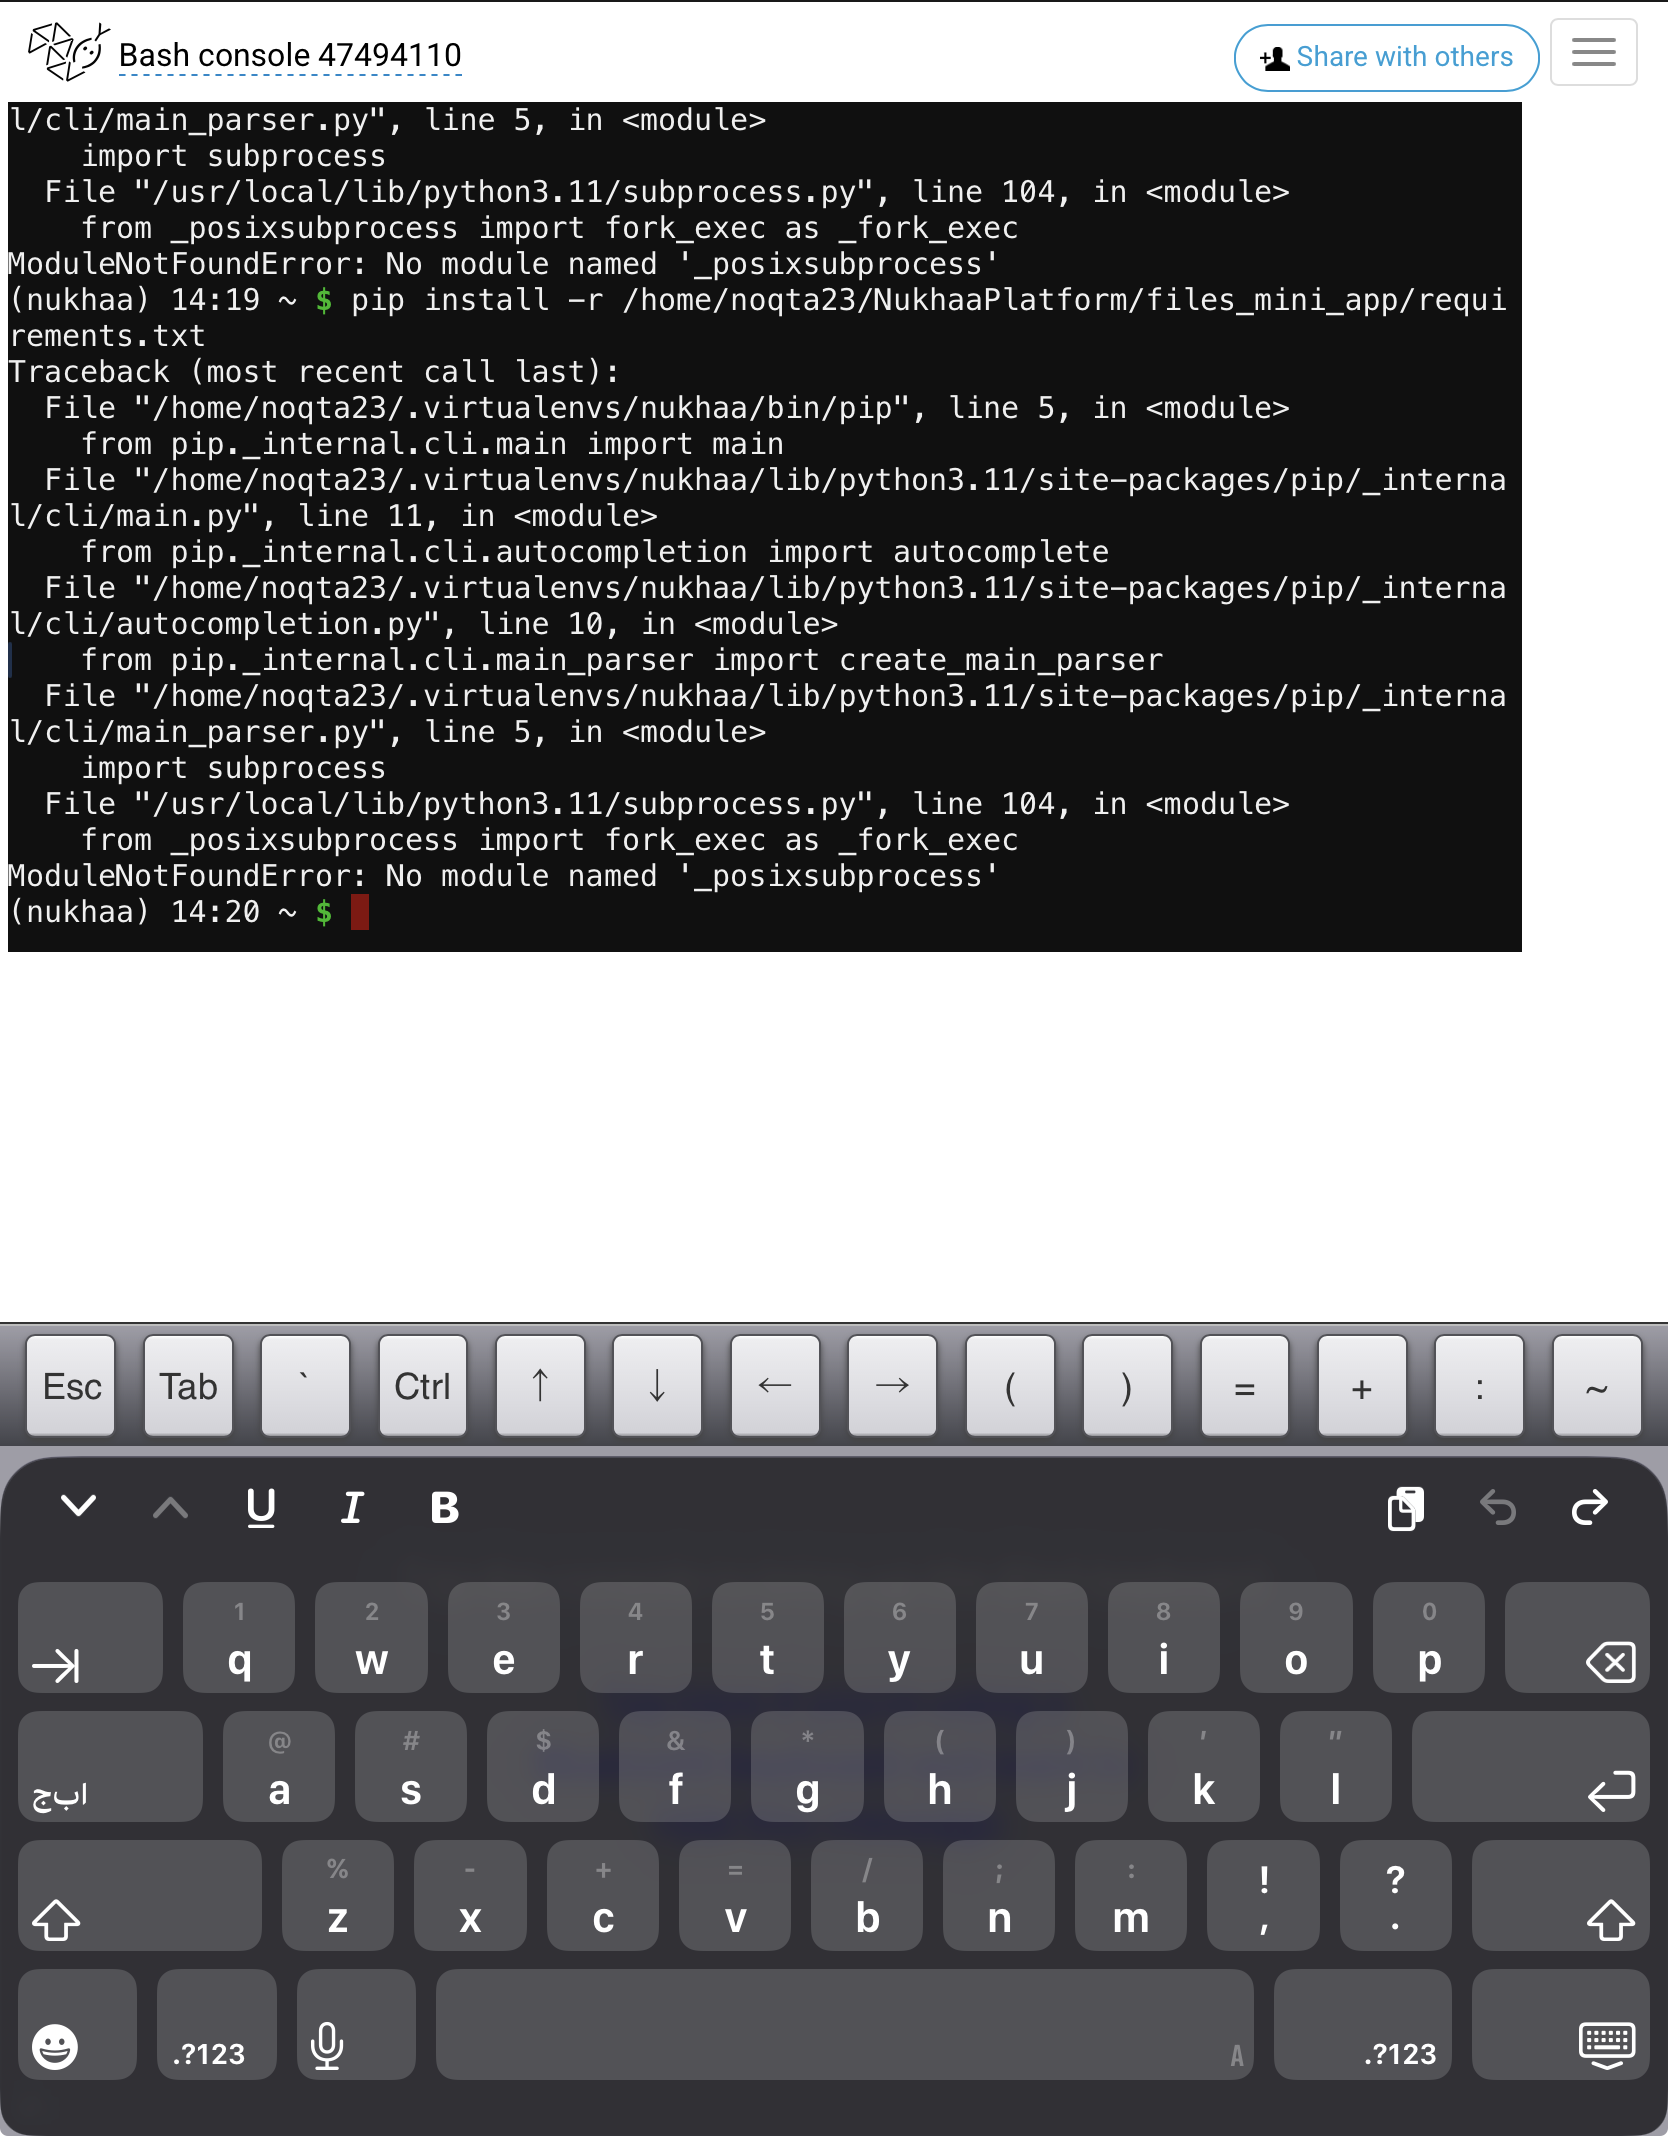 Bash console 47494110
Share with others
l/cli/main_parser.py", line 5, in <module>
    import subprocess
  File "/usr/local/lib/python3.11/subprocess.py", line 104, in <module>
    from _posixsubprocess import fork_exec as _fork_exec
ModuleNotFoundError: No module named '_posixsubprocess'
(nukhaa) 14:19 ~ $ pip install -r /home/noqta23/NukhaaPlatform/files_mini_app/requi
rements.txt
Traceback (most recent call last):
  File "/home/noqta23/.virtualenvs/nukhaa/bin/pip", line 5, in <module>
    from pip._internal.cli.main import main
  File "/home/noqta23/.virtualenvs/nukhaa/lib/python3.11/site-packages/pip/_interna
l/cli/main.py", line 11, in <module>
    from pip._internal.cli.autocompletion import autocomplete
  File "/home/noqta23/.virtualenvs/nukhaa/lib/python3.11/site-packages/pip/_interna
l/cli/autocompletion.py", line 10, in <module>
    from pip._internal.cli.main_parser import create_main_parser
  File "/home/noqta23/.virtualenvs/nukhaa/lib/python3.11/site-packages/pip/_interna
l/cli/main_parser.py", line 5, in <module>
    import subprocess
  File "/usr/local/lib/python3.11/subprocess.py", line 104, in <module>
    from _posixsubprocess import fork_exec as _fork_exec
ModuleNotFoundError: No module named '_posixsubprocess'
(nukhaa) 14:20 ~ $
Esc Tab ` Ctrl ↑ ↓ ← → ( ) = + : ~
U I B
1 2 3 4 5 6 7 8 9 0
q w e r t y u i o p
@ # $ & * ( ) ' "
ابج a s d f g h j k l
% - + = / ; : ! ?
z x c v b n m , .
.?123 A .?123